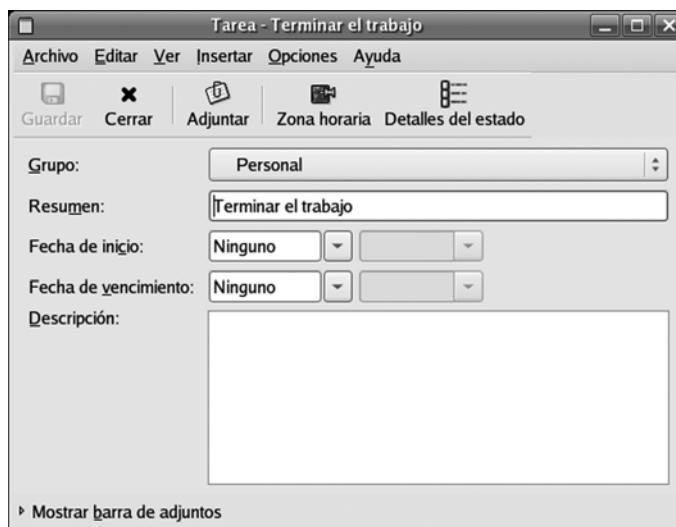 Tarea - Terminar el trabajo
Archivo Editar Ver Insertar Opciones Ayuda
Guardar Cerrar Adjuntar Zona horaria Detalles del estado
Grupo: Personal
Resumen: Terminar el trabajo
Fecha de inicio: Ninguno
Fecha de vencimiento: Ninguno
Descripción:
Mostrar barra de adjuntos